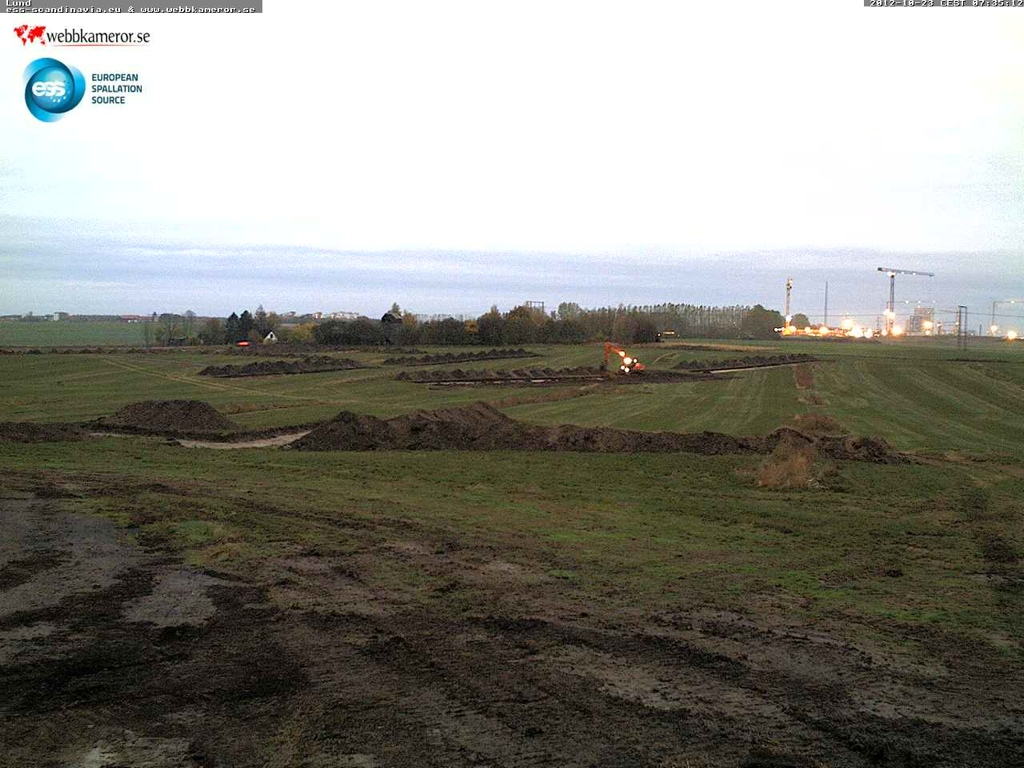 Lund
ess-scandinavia.eu & www.webbkameror.se
2012-10-23 CEST 07:35:12
webbkameror.se
ess
EUROPEAN
SPALLATION
SOURCE